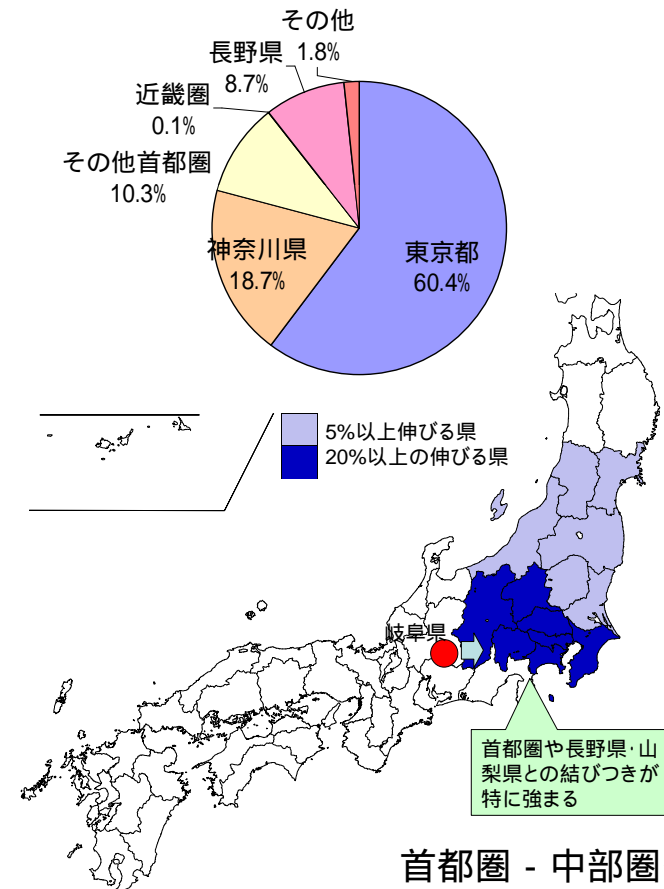 その他
1.8%
長野県
8.7%
近畿圏
0.1%
その他首都圏
10.3%
神奈川県
18.7%
東京都
60.4%
5%以上伸びる県
20%以上の伸びる県
岐阜県
首都圏や長野県・山
梨県との結びつきが
特に強まる
首都圏 - 中部圏